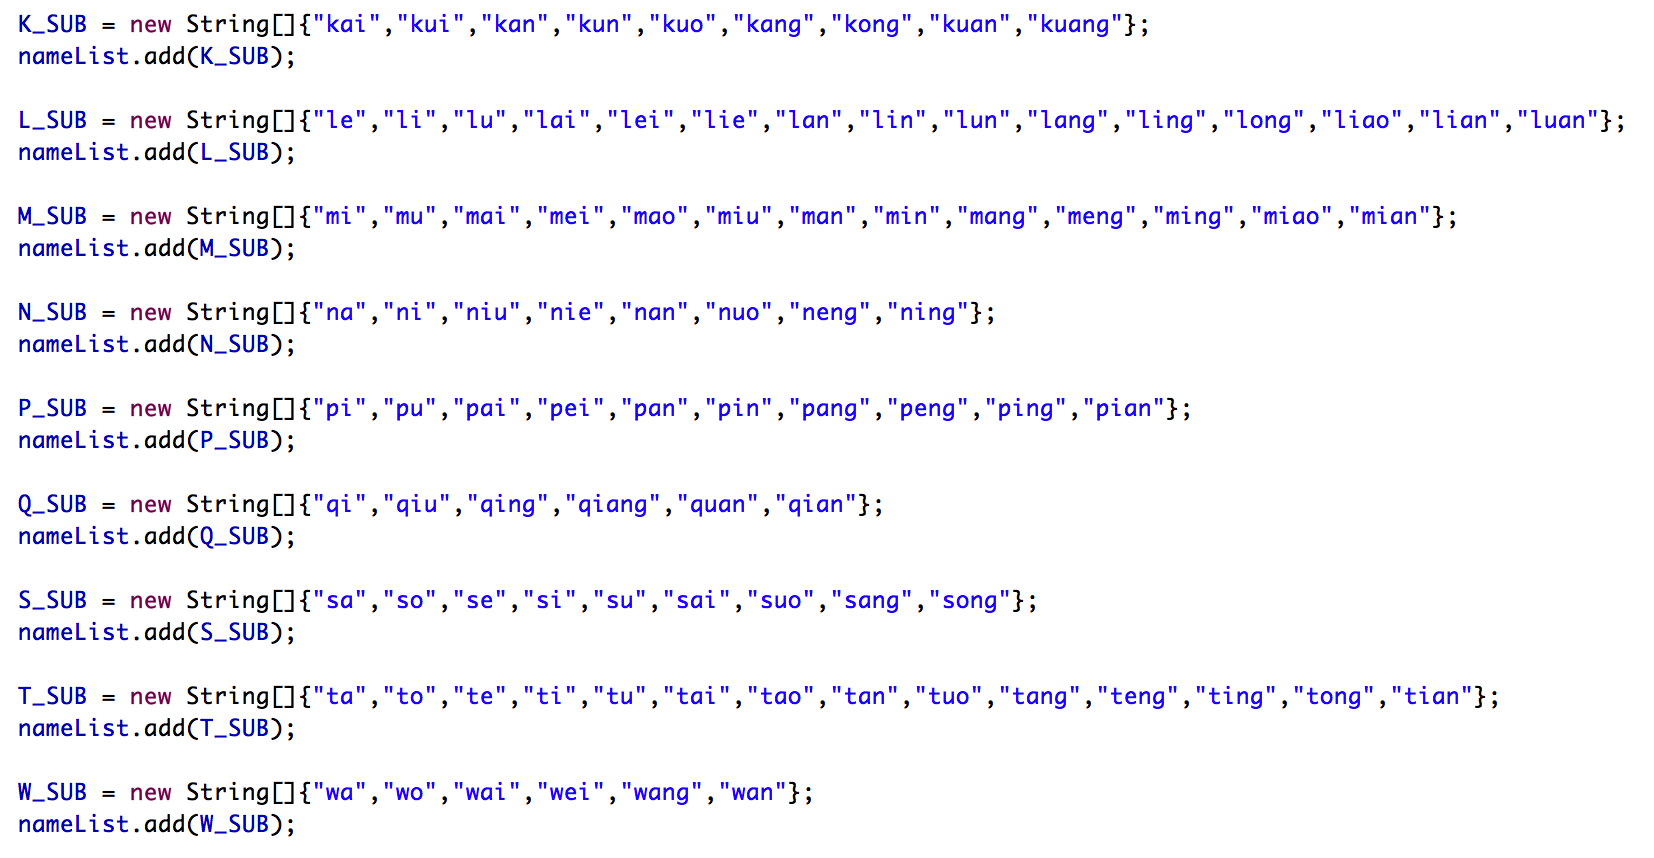 K_SUB = new String[]{"kai","kui","kan","kun","kuo","kang","kong","kuan","kuang"};
nameList.add(K_SUB);
L_SUB = new String[]{"le","li","lu","lai","lei","lie","lan","lin","lun","lang","ling","long","liao","lian","luan"};
nameList.add(L_SUB);
M_SUB = new String[]{"mi","mu","mai","mei","mao","miu","man","min","mang","meng","ming","miao","mian"};
nameList.add(M_SUB);
N_SUB = new String[]{"na","ni","niu","nie","nan","nuo","neng","ning"};
nameList.add(N_SUB);
P_SUB = new String[]{"pi","pu","pai","pei","pan","pin","pang","peng","ping","pian"};
nameList.add(P_SUB);
Q_SUB = new String[]{"qi","qiu","qing","qiang","quan","qian"};
nameList.add(Q_SUB);
S_SUB = new String[]{"sa","so","se","si","su","sai","suo","sang","song"};
nameList.add(S_SUB);
T_SUB = new String[]{"ta","to","te","ti","tu","tai","tao","tan","tuo","tang","teng","ting","tong","tian"};
nameList.add(T_SUB);
W_SUB = new String[]{"wa","wo","wai","wei","wang","wan"};
nameList.add(W_SUB);